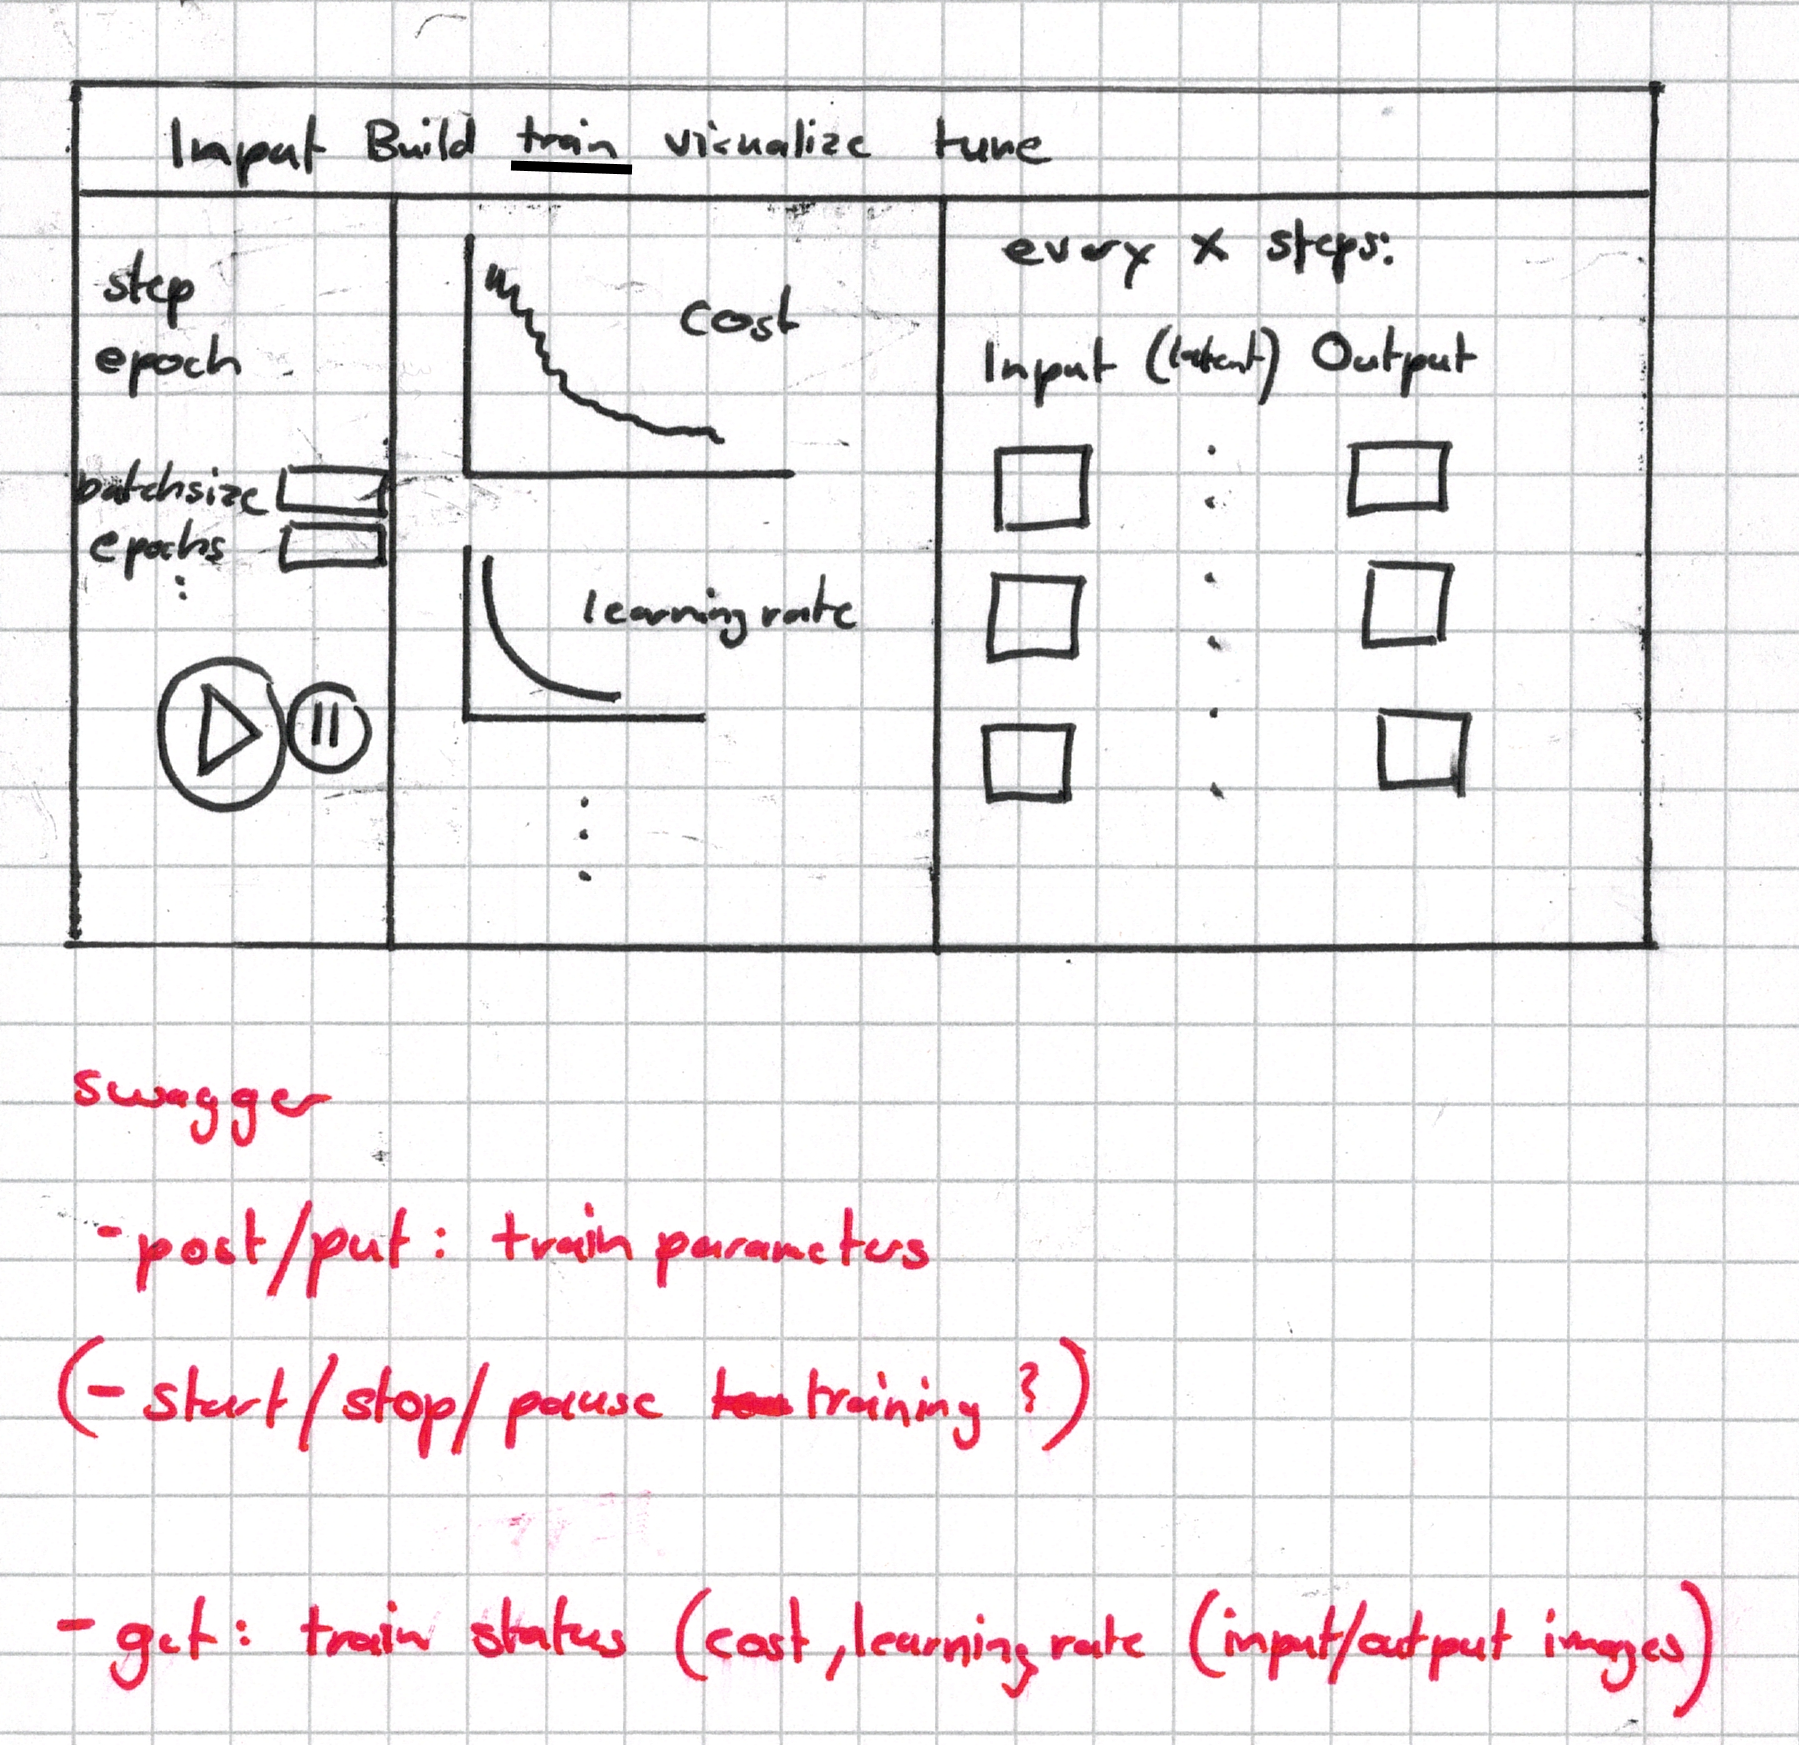 Input Build train visualize tune
step
epoch
batchsize
epochs
cost
learning rate
every x steps:
Input (latent) Output
swagger
- post/put: train parameters
(- start/stop/pause training ?)
- get: train status (cost, learning rate (input/output images)